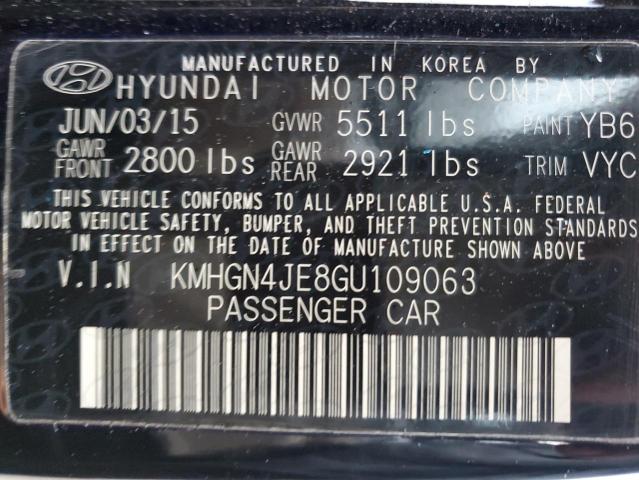 MANUFACTURED IN KOREA BY
HYUNDAI MOTOR COMPANY
JUN/03/15 GVWR 5511 lbs PAINT YB6
GAWR FRONT 2800 lbs GAWR REAR 2921 lbs TRIM VYC
THIS VEHICLE CONFORMS TO ALL APPLICABLE U.S.A. FEDERAL
MOTOR VEHICLE SAFETY, BUMPER, AND THEFT PREVENTION STANDARDS
IN EFFECT ON THE DATE OF MANUFACTURE SHOWN ABOVE
V.I.N KMHGN4JE8GU109063
PASSENGER CAR